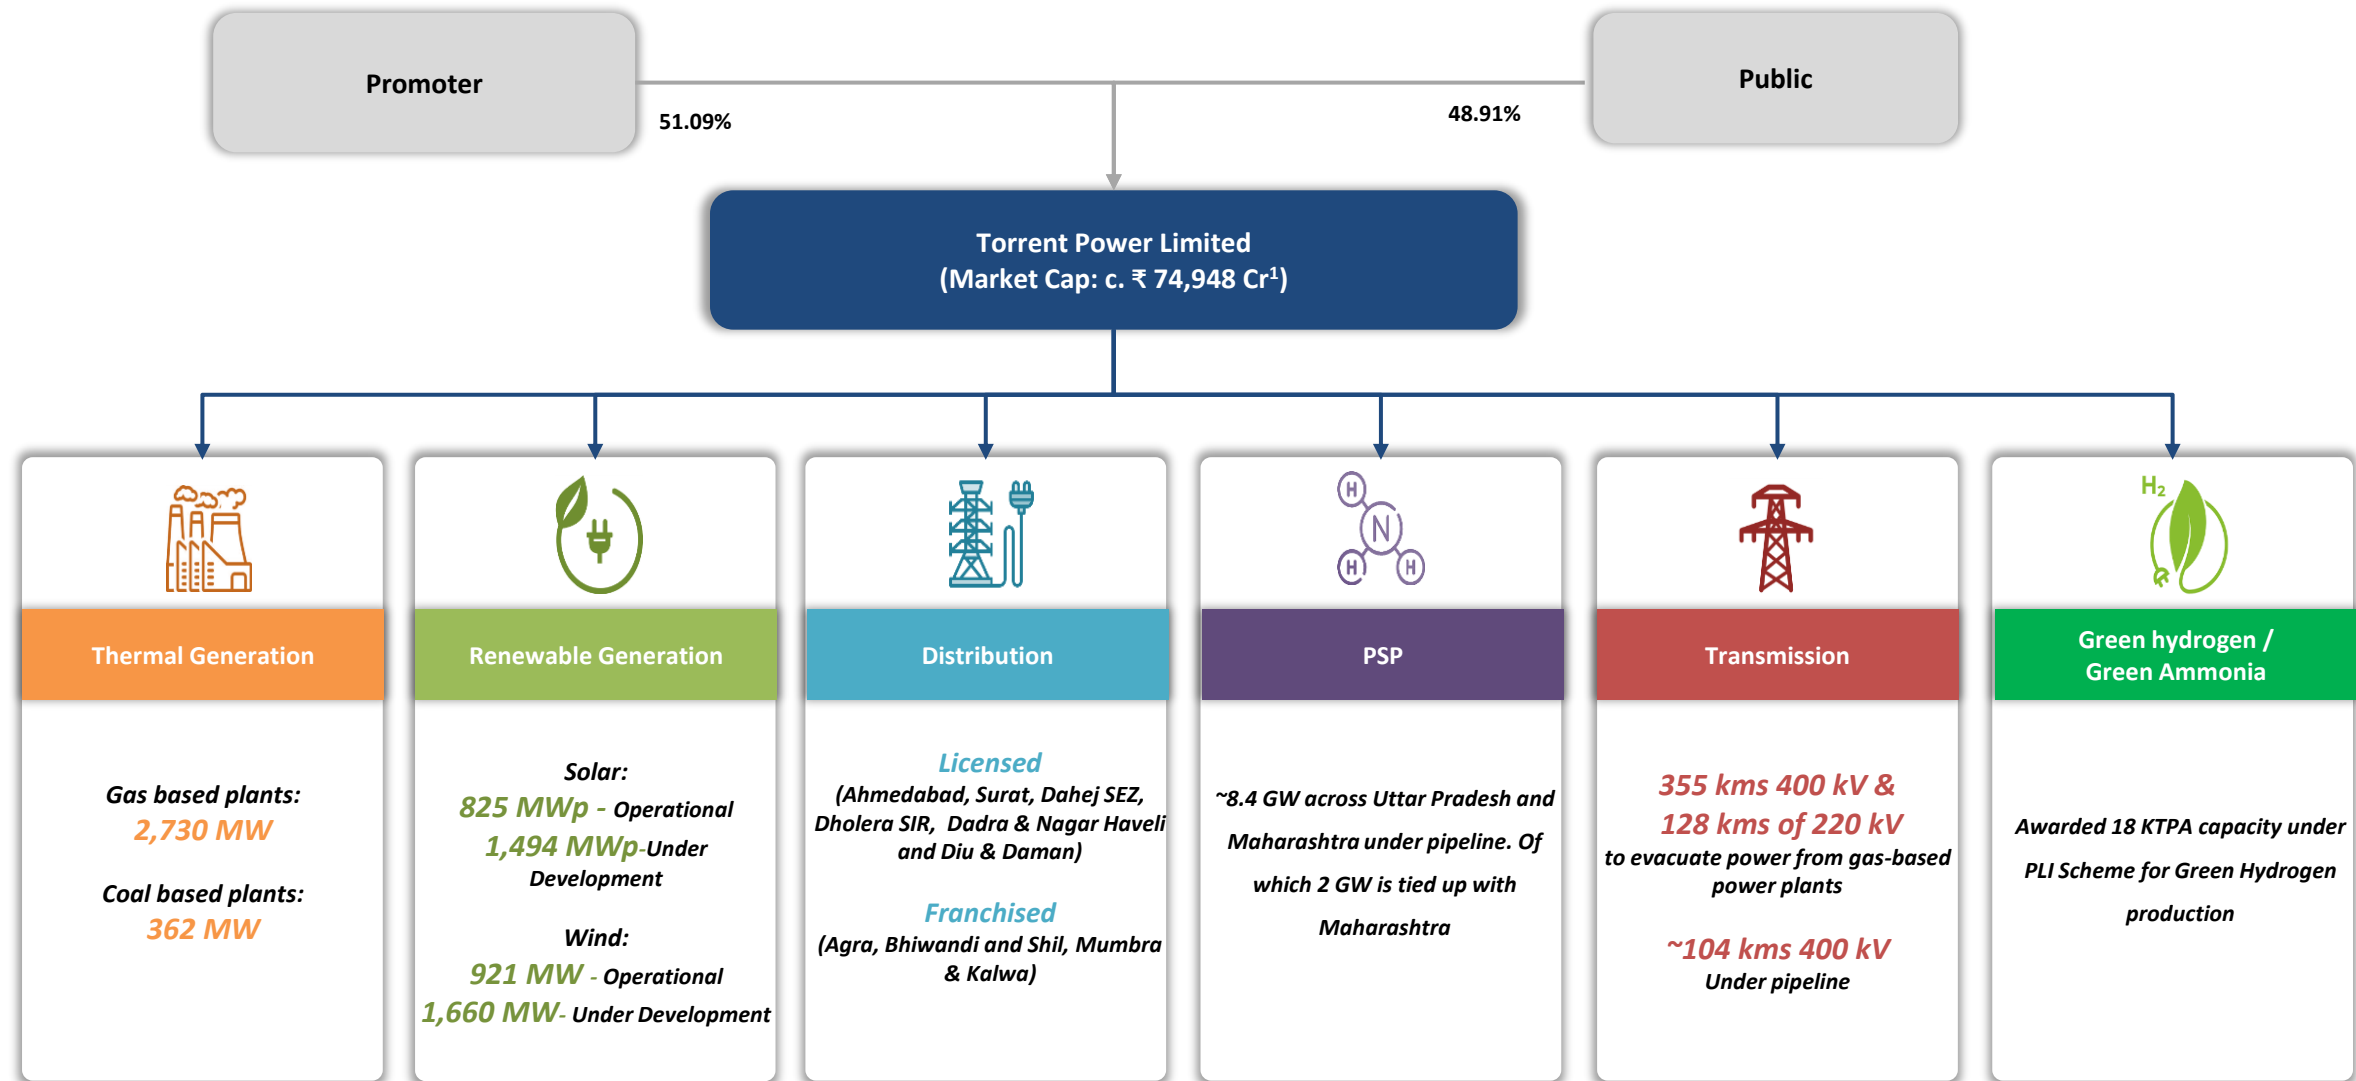 Promoter
Public
51.09%
48.91%
Torrent Power Limited
(Market Cap: c. ₹ 74,948 Cr¹)
Thermal Generation
Gas based plants:
2,730 MW
Coal based plants:
362 MW
Renewable Generation
Solar:
825 MWp - Operational
1,494 MWp-Under
Development
Wind:
921 MW - Operational
1,660 MW- Under Development
Distribution
Licensed
(Ahmedabad, Surat, Dahej SEZ,
Dholera SIR, Dadra & Nagar Haveli
and Diu & Daman)
Franchised
(Agra, Bhiwandi and Shil, Mumbra
& Kalwa)
H
N
H
H
PSP
~8.4 GW across Uttar Pradesh and
Maharashtra under pipeline. Of
which 2 GW is tied up with
Maharashtra
Transmission
355 kms 400 kV &
128 kms of 220 kV
to evacuate power from gas-based
power plants
~104 kms 400 kV
Under pipeline
H₂
Green hydrogen /
Green Ammonia
Awarded 18 KTPA capacity under
PLI Scheme for Green Hydrogen
production